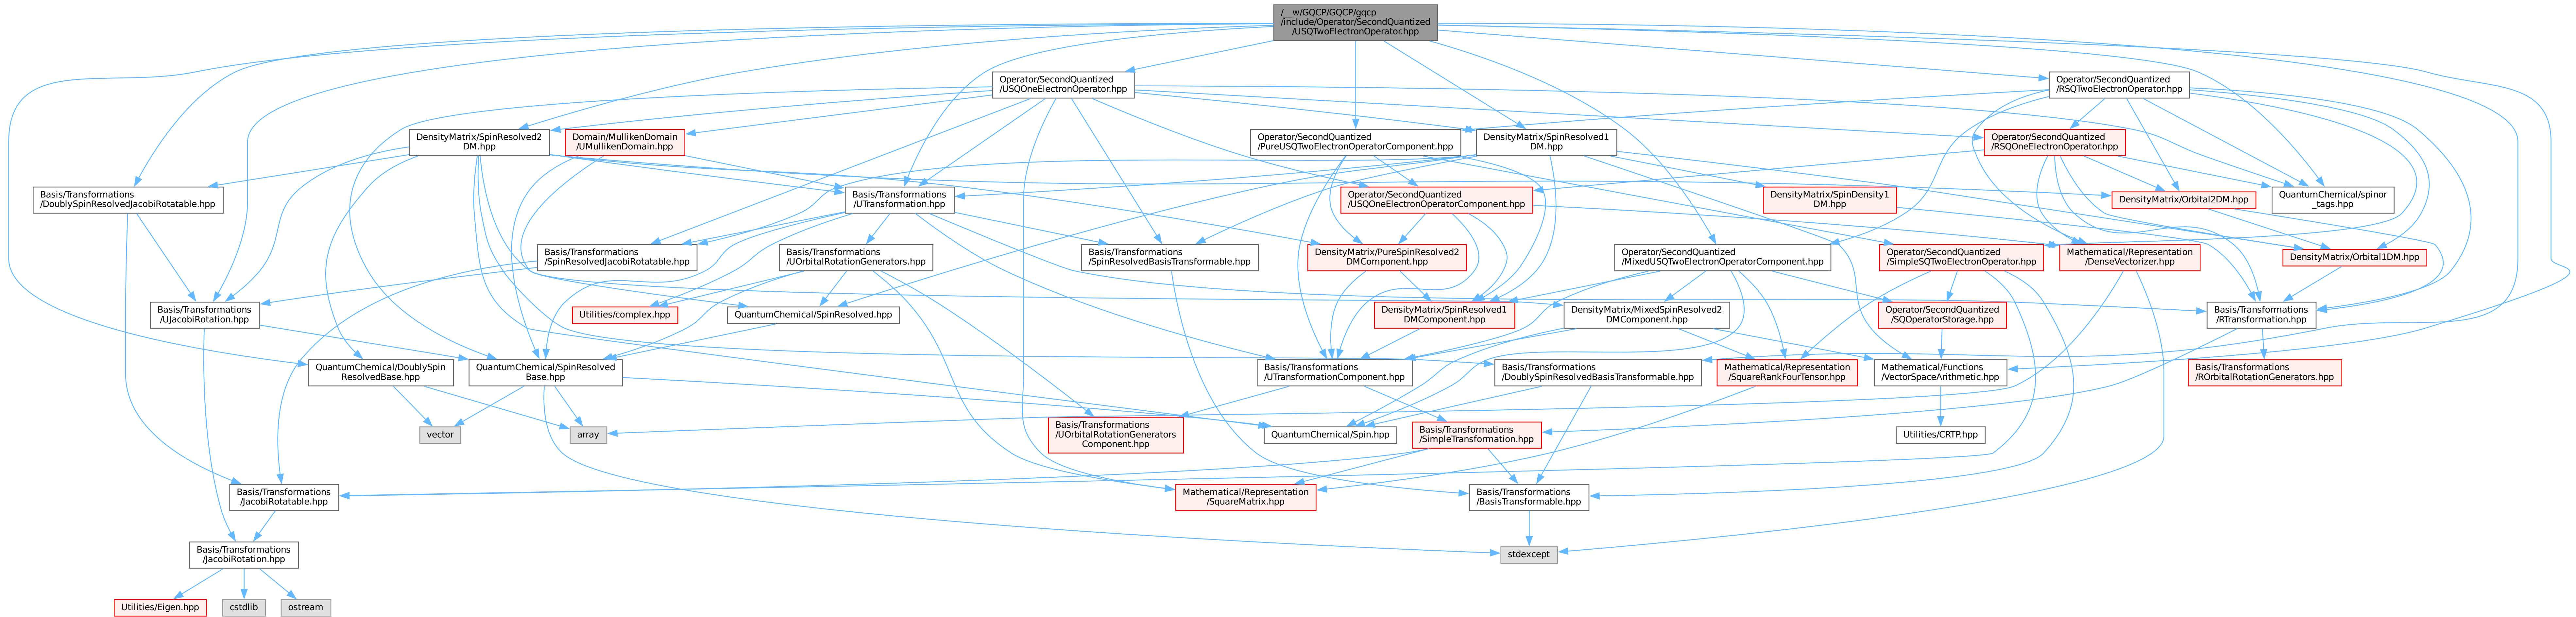 /__w/GQCP/GQCP/gqcp
/include/Operator/SecondQuantized
/USQTwoElectronOperator.hpp
Operator/SecondQuantized
/USQOneElectronOperator.hpp
Operator/SecondQuantized
/RSQTwoElectronOperator.hpp
DensityMatrix/SpinResolved2
DM.hpp
Domain/MullikenDomain
/UMullikenDomain.hpp
Operator/SecondQuantized
/PureUSQTwoElectronOperatorComponent.hpp
DensityMatrix/SpinResolved1
DM.hpp
Operator/SecondQuantized
/RSQOneElectronOperator.hpp
Basis/Transformations
/DoublySpinResolvedJacobiRotatable.hpp
Basis/Transformations
/UTransformation.hpp
Operator/SecondQuantized
/USQOneElectronOperatorComponent.hpp
DensityMatrix/SpinDensity1
DM.hpp
DensityMatrix/Orbital2DM.hpp
QuantumChemical/spinor
_tags.hpp
Basis/Transformations
/SpinResolvedJacobiRotatable.hpp
Basis/Transformations
/UOrbitalRotationGenerators.hpp
Basis/Transformations
/SpinResolvedBasisTransformable.hpp
DensityMatrix/PureSpinResolved2
DMComponent.hpp
Operator/SecondQuantized
/MixedUSQTwoElectronOperatorComponent.hpp
Operator/SecondQuantized
/SimpleSQTwoElectronOperator.hpp
Mathematical/Representation
/DenseVectorizer.hpp
DensityMatrix/Orbital1DM.hpp
Basis/Transformations
/UJacobiRotation.hpp
Utilities/complex.hpp
QuantumChemical/SpinResolved.hpp
DensityMatrix/SpinResolved1
DMComponent.hpp
DensityMatrix/MixedSpinResolved2
DMComponent.hpp
Operator/SecondQuantized
/SQOperatorStorage.hpp
Basis/Transformations
/RTransformation.hpp
QuantumChemical/DoublySpin
ResolvedBase.hpp
QuantumChemical/SpinResolved
Base.hpp
Basis/Transformations
/UTransformationComponent.hpp
Basis/Transformations
/DoublySpinResolvedBasisTransformable.hpp
Mathematical/Representation
/SquareRankFourTensor.hpp
Mathematical/Functions
/VectorSpaceArithmetic.hpp
Basis/Transformations
/ROrbitalRotationGenerators.hpp
vector
array
Basis/Transformations
/UOrbitalRotationGenerators
Component.hpp
QuantumChemical/Spin.hpp
Basis/Transformations
/SimpleTransformation.hpp
Utilities/CRTP.hpp
Basis/Transformations
/JacobiRotatable.hpp
Mathematical/Representation
/SquareMatrix.hpp
Basis/Transformations
/BasisTransformable.hpp
Basis/Transformations
/JacobiRotation.hpp
stdexcept
Utilities/Eigen.hpp
cstdlib
ostream